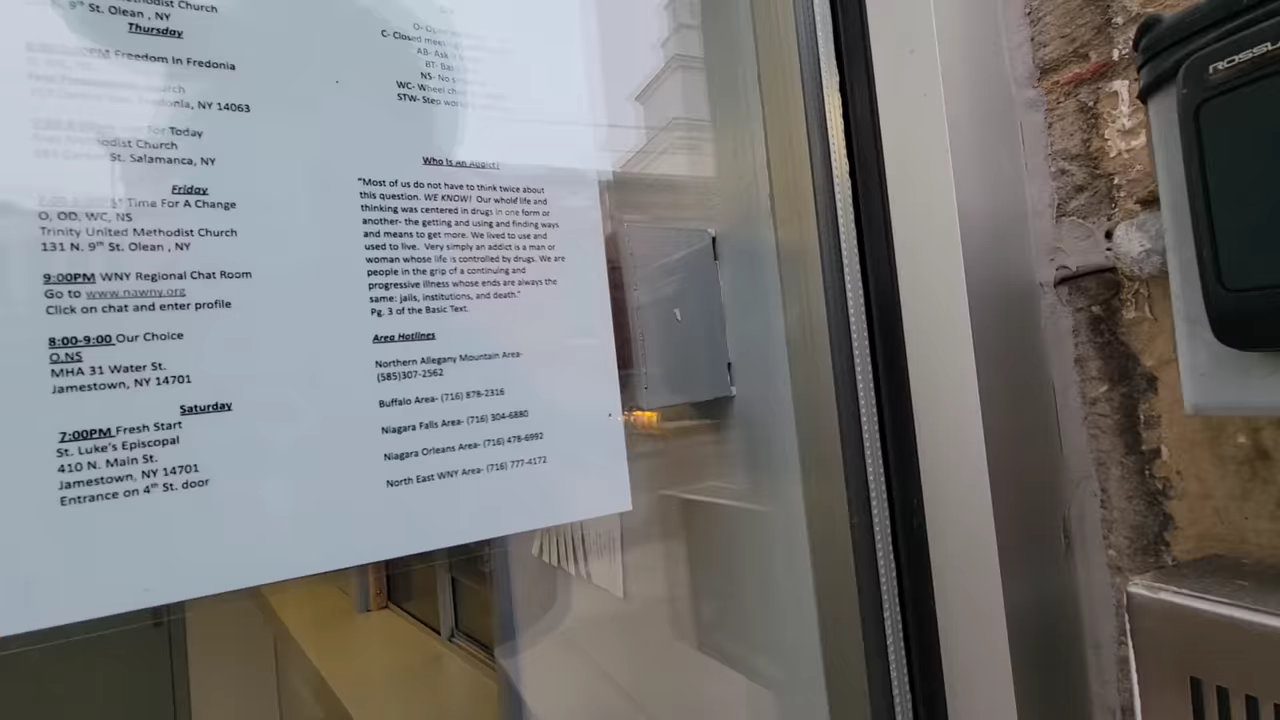 Methodist Church
9th St. Olean , NY
Thursday
PM Freedom In Fredonia
Fredonia, NY 14063
for Today
Methodist Church
St. Salamanca, NY
Friday
Time For A Change
O, OD, WC, NS
Trinity United Methodist Church
131 N. 9th St. Olean , NY
9:00PM WNY Regional Chat Room
Go to www.nawny.org
Click on chat and enter profile
8:00-9:00 Our Choice
O,NS
MHA 31 Water St.
Jamestown, NY 14701
Saturday
7:00PM Fresh Start
St. Luke's Episcopal
410 N. Main St.
Jamestown, NY 14701
Entrance on 4th St. door
C- Closed
AB- Ask
BT-
NS- No
WC- Wheel
STW- Step
Who Is An Addict?
"Most of us do not have to think twice about
this question. WE KNOW! Our whole life and
thinking was centered in drugs in one form or
another- the getting and using and finding ways
and means to get more. We lived to use and
used to live. Very simply an addict is a man or
woman whose life is controlled by drugs. We are
people in the grip of a continuing and
progressive illness whose ends are always the
same: jails, institutions, and death."
Pg. 3 of the Basic Text.
Area Hotlines
Northern Allegany Mountain Area-
(585)307-2562
Buffalo Area- (716) 878-2316
Niagara Falls Area- (716) 304-6880
Niagara Orleans Area- (716) 478-6992
North East WNY Area- (716) 777-4172